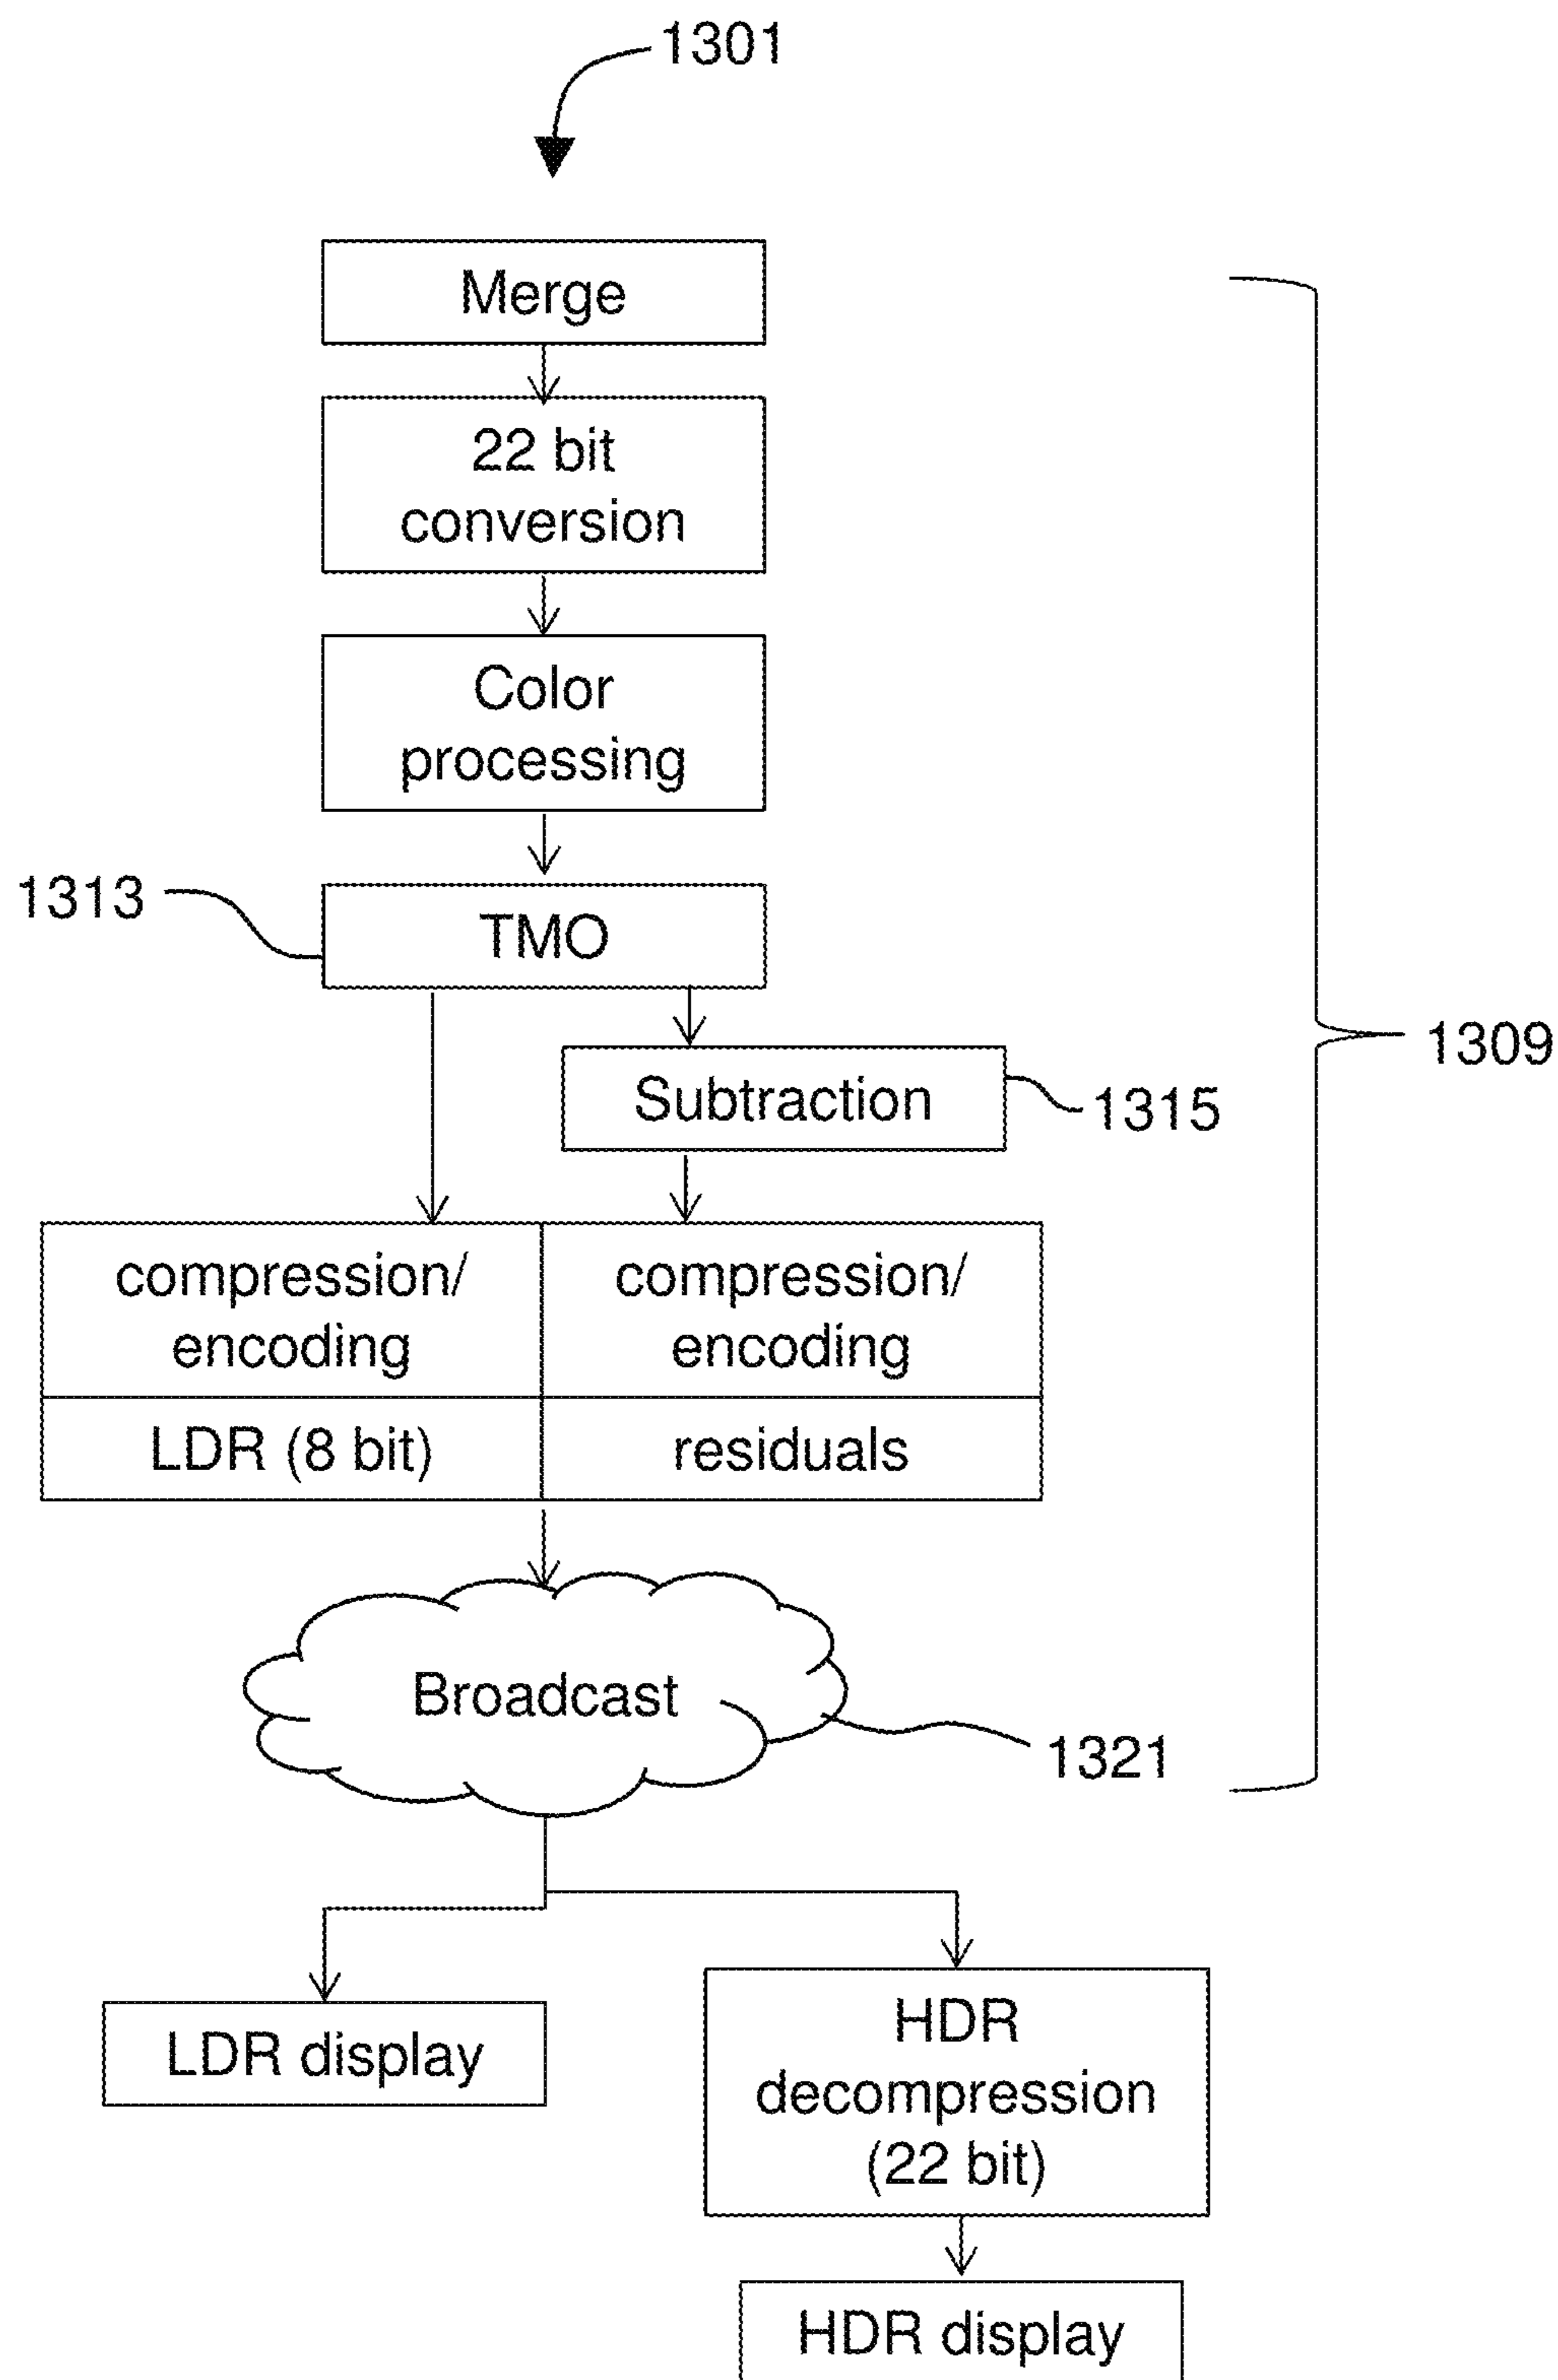 1301
Merge
22 bit
conversion
Color
processing
1313
TMO
1309
Subtraction
1315
compression/
encoding
compression/
encoding
LDR (8 bit)
residuals
Broadcast
1321
LDR display
HDR
decompression
(22 bit)
HDR display